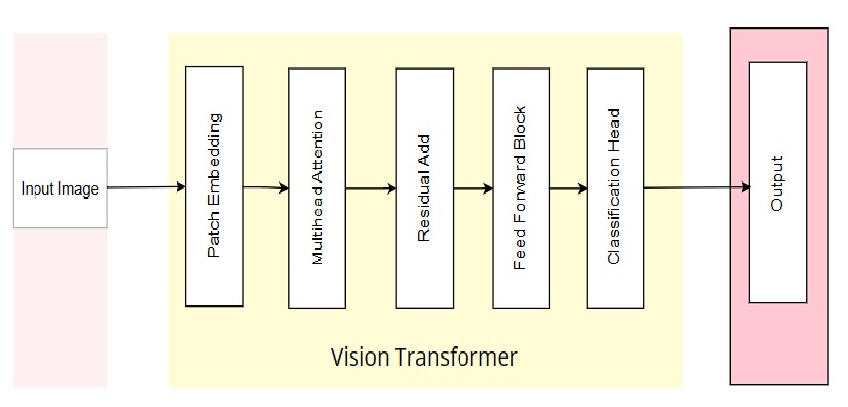 Input Image
Patch Embedding
Multihead Attention
Residual Add
Feed Forward Block
Classification Head
Output
Vision Transformer